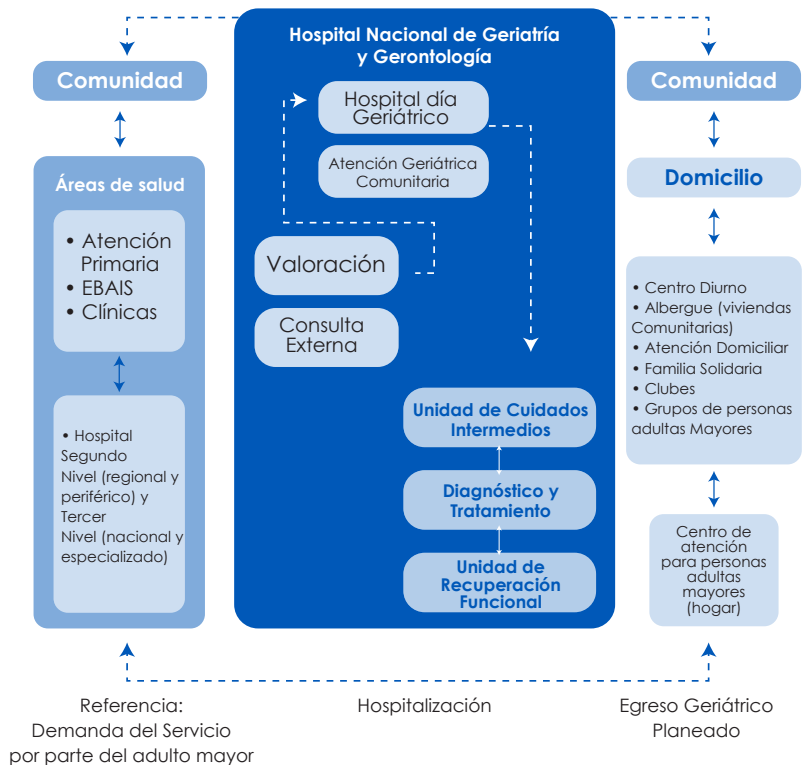 Hospital Nacional de Geriatría
y Gerontología
Comunidad
Áreas de salud
• Atención
Primaria
• EBAIS
• Clínicas
• Hospital
Segundo
Nivel (regional y
periférico) y
Tercer
Nivel (nacional y
especializado)
Hospital día
Geriátrico
Atención Geriátrica
Comunitaria
Valoración
Consulta
Externa
Unidad de Cuidados
Intermedios
Diagnóstico y
Tratamiento
Unidad de
Recuperación
Funcional
Comunidad
Domicilio
• Centro Diurno
• Albergue (viviendas
Comunitarias)
• Atención Domiciliar
• Familia Solidaria
• Clubes
• Grupos de personas
adultas Mayores
Centro de
atención
para personas
adultas
mayores
(hogar)
Referencia:
Demanda del Servicio
por parte del adulto mayor
Hospitalización
Egreso Geriátrico
Planeado